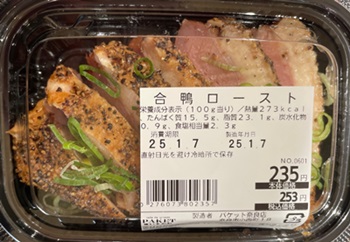 合鴨ロースト
栄養成分表示（100g当り）／熱量273kcal
、たんぱく質15.5g、脂質23.1g、炭水化物
0.9g、食塩相当量2.3g
消費期限 製造年月日
25.1.7 25.1.7
直射日光を避け冷暗所で保存
NO.0601
235
本体価格
253
税込価格
0276073802357
製造者 バケット奈良店